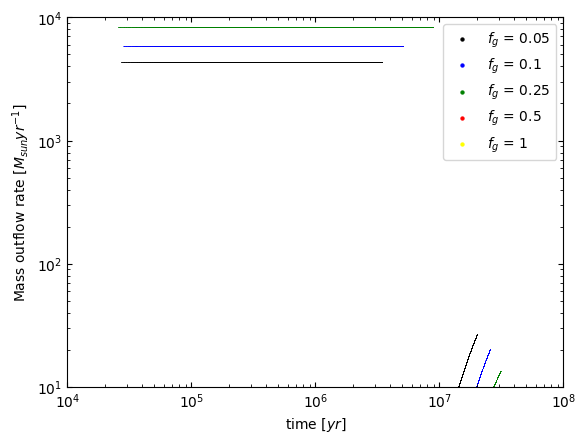 10^4
10^3
10^2
10^1
10^4 10^5 10^6 10^7 10^8
Mass outflow rate [M_{sun}yr^{-1}]
time [yr]
f_g = 0.05
f_g = 0.1
f_g = 0.25
f_g = 0.5
f_g = 1